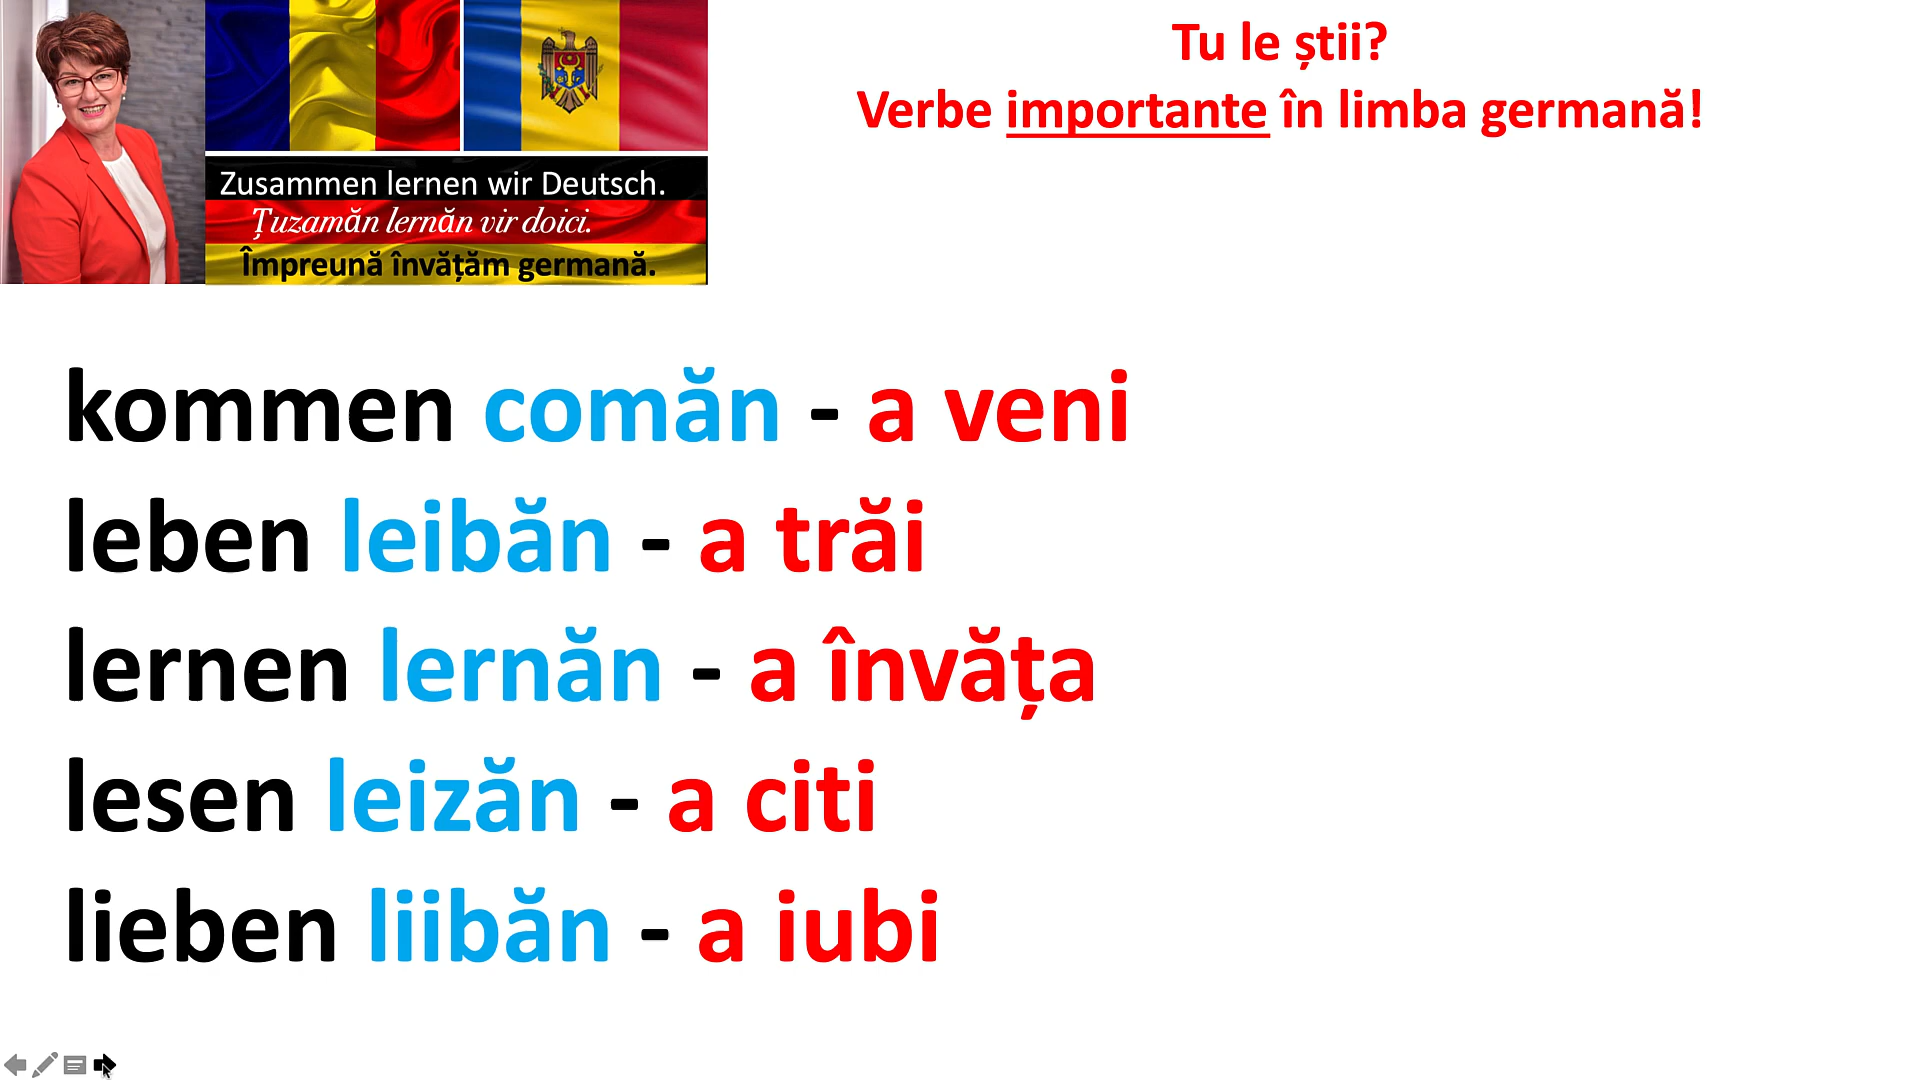 Tu le știi?
Verbe importante în limba germană!
Zusammen lernen wir Deutsch.
Țuzamăn lernăn vir doici.
Împreună învățăm germană.
kommen comăn - a veni
leben leibăn - a trăi
lernen lernăn - a învăța
lesen leizăn - a citi
lieben liibăn - a iubi